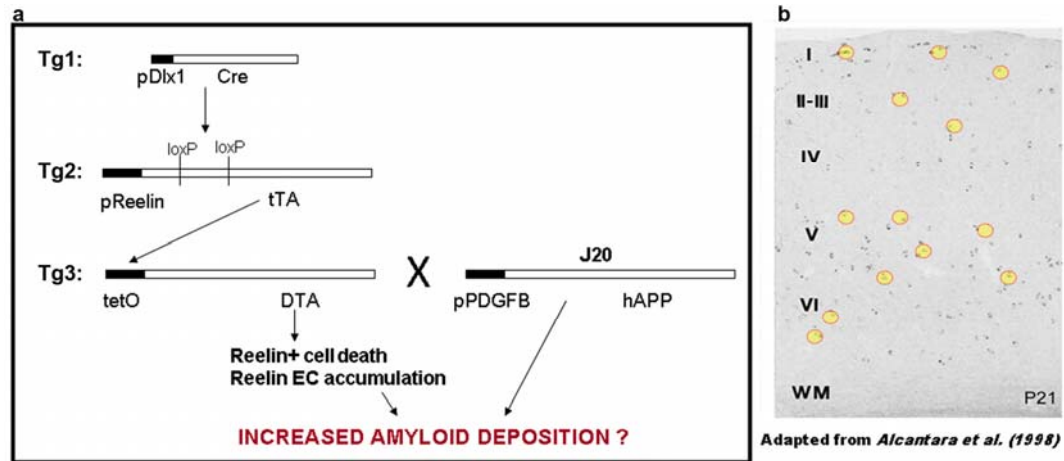 a
Tg1:
pDlx1 Cre
loxP loxP
Tg2:
pReelin tTA
Tg3:
tetO DTA
X
J20
pPDGFB hAPP
Reelin+ cell death
Reelin EC accumulation
INCREASED AMYLOID DEPOSITION ?
b
I
II-III
IV
V
VI
WM
P21
Adapted from Alcantara et al. (1998)